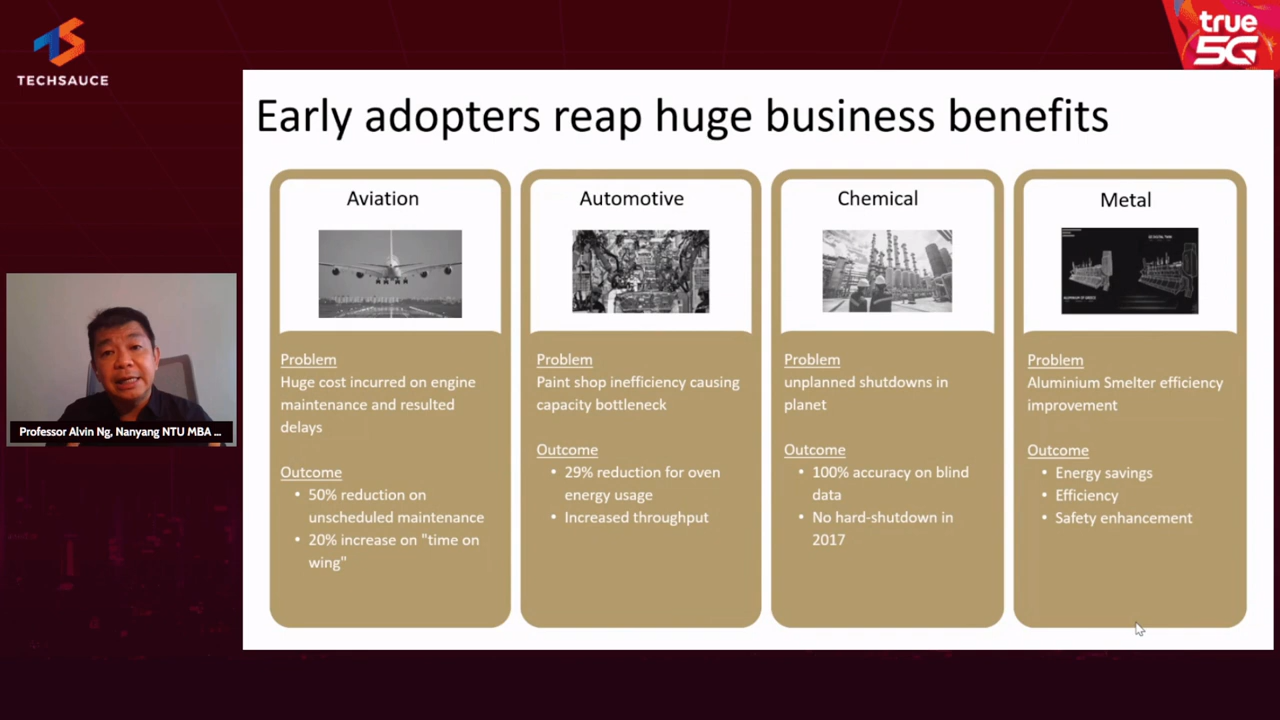 TECHSAUCE
true
5G
Early adopters reap huge business benefits
Aviation
Problem
Huge cost incurred on engine
maintenance and resulted
delays
Outcome
• 50% reduction on
unscheduled maintenance
• 20% increase on "time on
wing"
Automotive
Problem
Paint shop inefficiency causing
capacity bottleneck
Outcome
• 29% reduction for oven
energy usage
• Increased throughput
Chemical
Problem
unplanned shutdowns in
planet
Outcome
• 100% accuracy on blind
data
• No hard-shutdown in
2017
Metal
Problem
Aluminium Smelter efficiency
improvement
Outcome
• Energy savings
• Efficiency
• Safety enhancement
Professor Alvin Ng, Nanyang NTU MBA ...